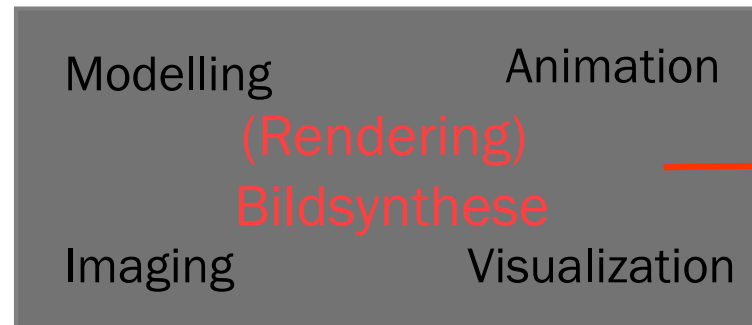 Modelling Animation
(Rendering)
Bildsynthese
Imaging Visualization